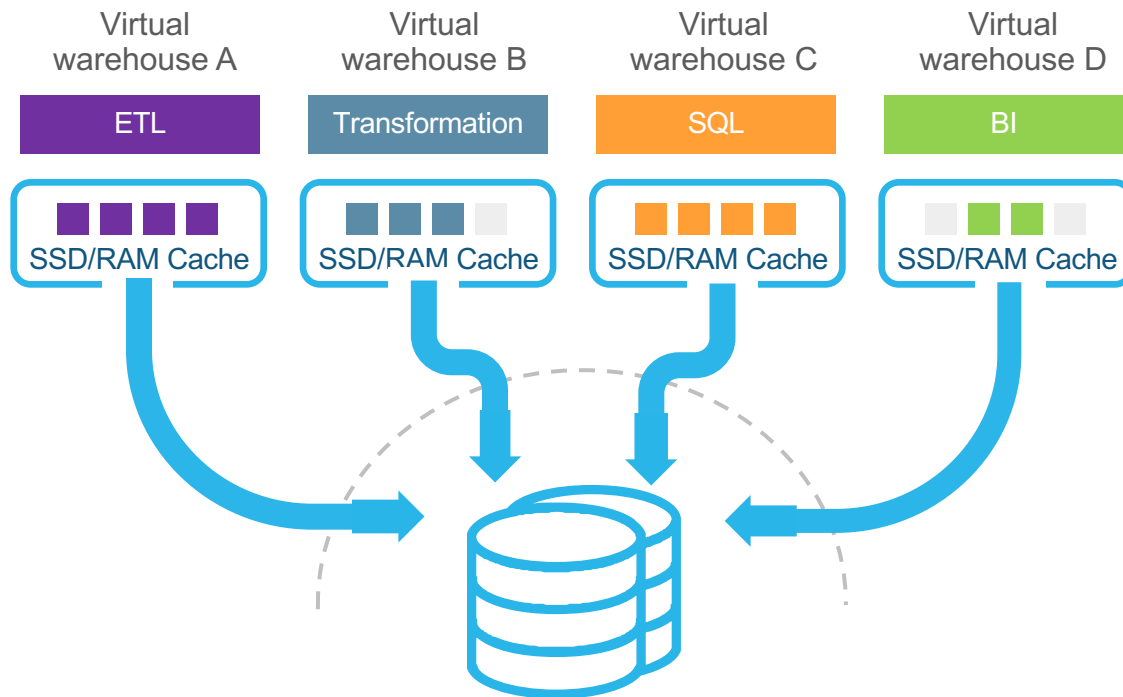 Virtual
warehouse A
Virtual
warehouse B
Virtual
warehouse C
Virtual
warehouse D
ETL
Transformation
SQL
BI
SSD/RAM Cache
SSD/RAM Cache
SSD/RAM Cache
SSD/RAM Cache